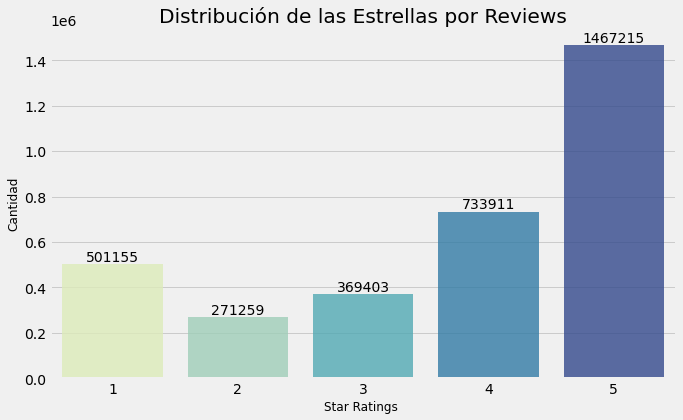 Distribución de las Estrellas por Reviews
1e6
1467215
1.4
1.2
1.0
0.8
733911
Cantidad
0.6
501155
0.4
369403
271259
0.2
0.0
1 2 3 4 5
Star Ratings